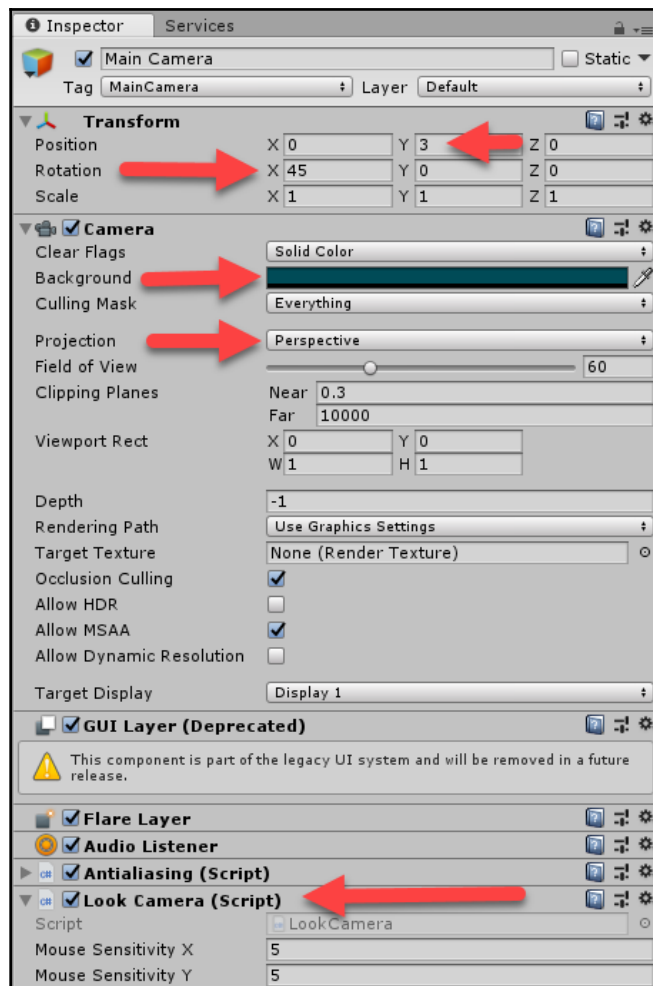 Inspector Services
Main Camera Static
Tag MainCamera Layer Default
Transform
Position X 0 Y 3 Z 0
Rotation X 45 Y 0 Z 0
Scale X 1 Y 1 Z 1
Camera
Clear Flags Solid Color
Background
Culling Mask Everything
Projection Perspective
Field of View 60
Clipping Planes Near 0.3
Far 10000
Viewport Rect X 0 Y 0
W 1 H 1
Depth -1
Rendering Path Use Graphics Settings
Target Texture None (Render Texture)
Occlusion Culling
Allow HDR
Allow MSAA
Allow Dynamic Resolution
Target Display Display 1
GUI Layer (Deprecated)
This component is part of the legacy UI system and will be removed in a future
release.
Flare Layer
Audio Listener
C# Antialiasing (Script)
C# Look Camera (Script)
Script LookCamera
Mouse Sensitivity X 5
Mouse Sensitivity Y 5